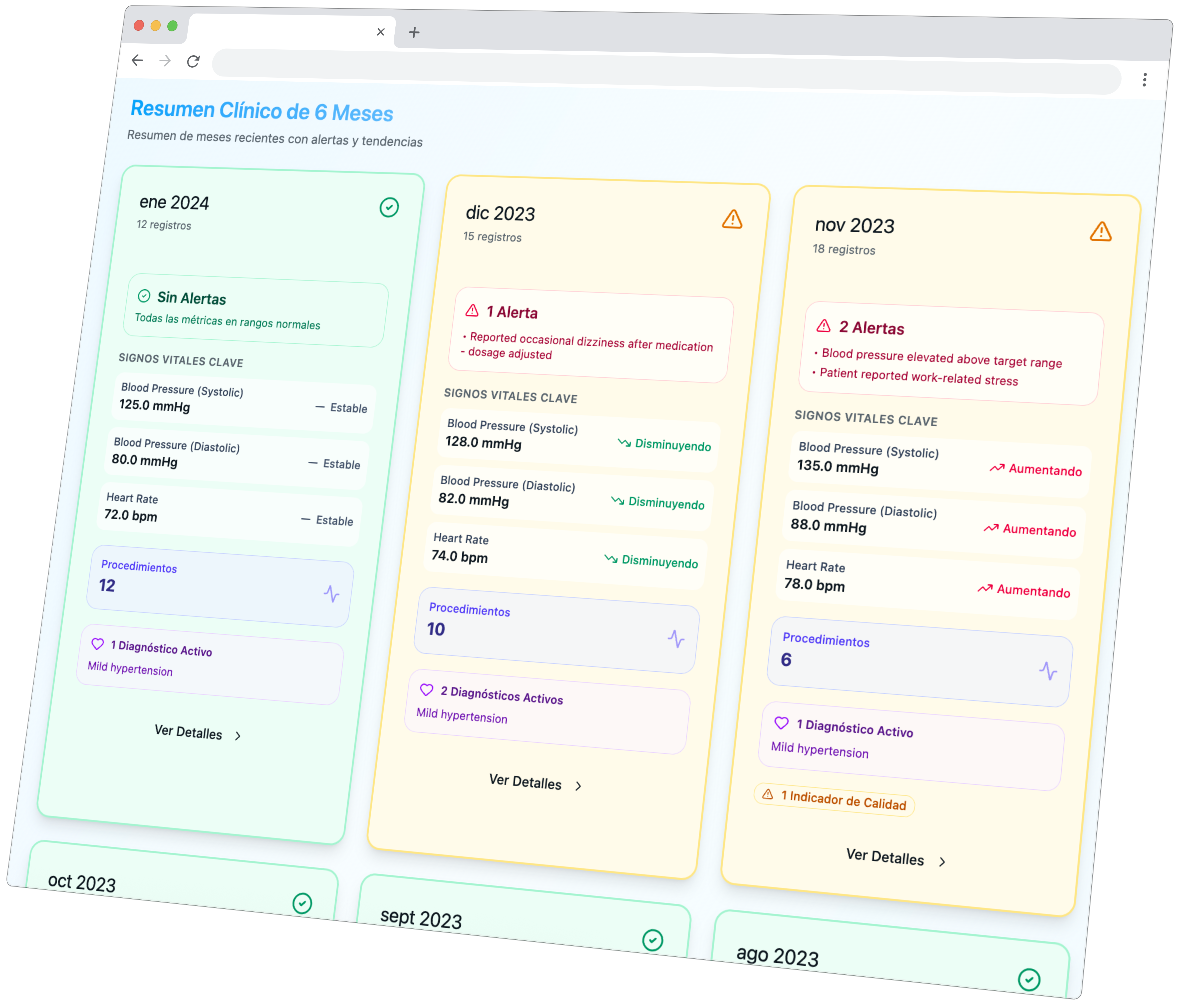 Resumen Clínico de 6 Meses
Resumen de meses recientes con alertas y tendencias
ene 2024
12 registros
Sin Alertas
Todas las métricas en rangos normales
SIGNOS VITALES CLAVE
Blood Pressure (Systolic)
125.0 mmHg
— Estable
Blood Pressure (Diastolic)
80.0 mmHg
— Estable
Heart Rate
72.0 bpm
— Estable
Procedimientos
12
1 Diagnóstico Activo
Mild hypertension
Ver Detalles
dic 2023
15 registros
1 Alerta
• Reported occasional dizziness after medication
- dosage adjusted
SIGNOS VITALES CLAVE
Blood Pressure (Systolic)
128.0 mmHg
Disminuyendo
Blood Pressure (Diastolic)
82.0 mmHg
Disminuyendo
Heart Rate
74.0 bpm
Disminuyendo
Procedimientos
10
2 Diagnósticos Activos
Mild hypertension
Ver Detalles
nov 2023
18 registros
2 Alertas
• Blood pressure elevated above target range
• Patient reported work-related stress
SIGNOS VITALES CLAVE
Blood Pressure (Systolic)
135.0 mmHg
Aumentando
Blood Pressure (Diastolic)
88.0 mmHg
Aumentando
Heart Rate
78.0 bpm
Aumentando
Procedimientos
6
1 Diagnóstico Activo
Mild hypertension
1 Indicador de Calidad
Ver Detalles
oct 2023
sept 2023
ago 2023